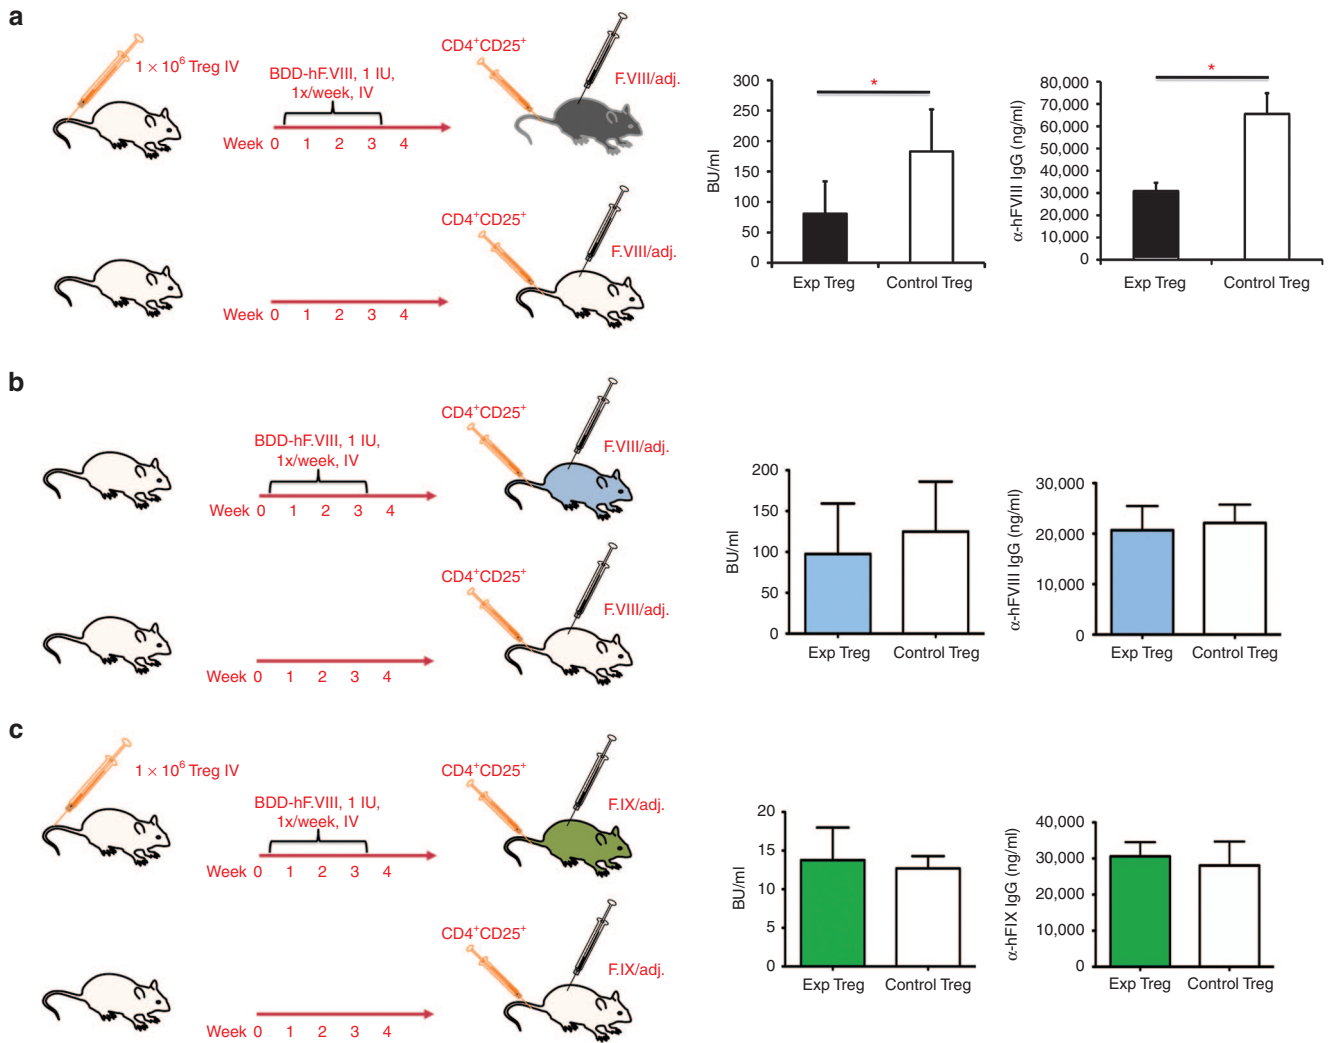 a
1 × 10⁶ Treg IV
BDD-hF.VIII, 1 IU,
1x/week, IV
Week 0 1 2 3 4
CD4⁺CD25⁺
F.VIII/adj.
Week 0 1 2 3 4
CD4⁺CD25⁺
F.VIII/adj.
BU/ml
300
250
200
150
100
50
0
*
Exp Treg Control Treg
α-hFVIII IgG (ng/ml)
80,000
70,000
60,000
50,000
40,000
30,000
20,000
10,000
0
*
Exp Treg Control Treg
b
BDD-hF.VIII, 1 IU,
1x/week, IV
Week 0 1 2 3 4
CD4⁺CD25⁺
F.VIII/adj.
Week 0 1 2 3 4
CD4⁺CD25⁺
F.VIII/adj.
BU/ml
200
150
100
50
0
Exp Treg Control Treg
α-hFVIII IgG (ng/ml)
30,000
20,000
10,000
0
Exp Treg Control Treg
c
1 × 10⁶ Treg IV
BDD-hF.VIII, 1 IU,
1x/week, IV
Week 0 1 2 3 4
CD4⁺CD25⁺
F.IX/adj.
Week 0 1 2 3 4
CD4⁺CD25⁺
F.IX/adj.
BU/ml
20
15
10
5
0
Exp Treg Control Treg
α-hFIX IgG (ng/ml)
40,000
30,000
20,000
10,000
0
Exp Treg Control Treg